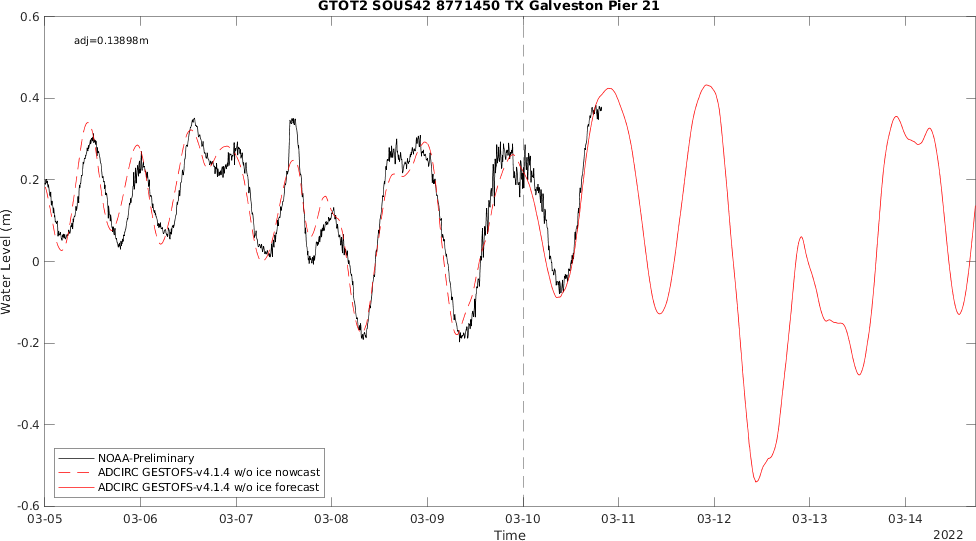 GTOT2 SOUS42 8771450 TX Galveston Pier 21
adj=0.13898m
0.6
0.4
0.2
0
-0.2
-0.4
-0.6
Water Level (m)
NOAA-Preliminary
ADCIRC GESTOFS-v4.1.4 w/o ice nowcast
ADCIRC GESTOFS-v4.1.4 w/o ice forecast
03-05 03-06 03-07 03-08 03-09 03-10 03-11 03-12 03-13 03-14
Time
2022